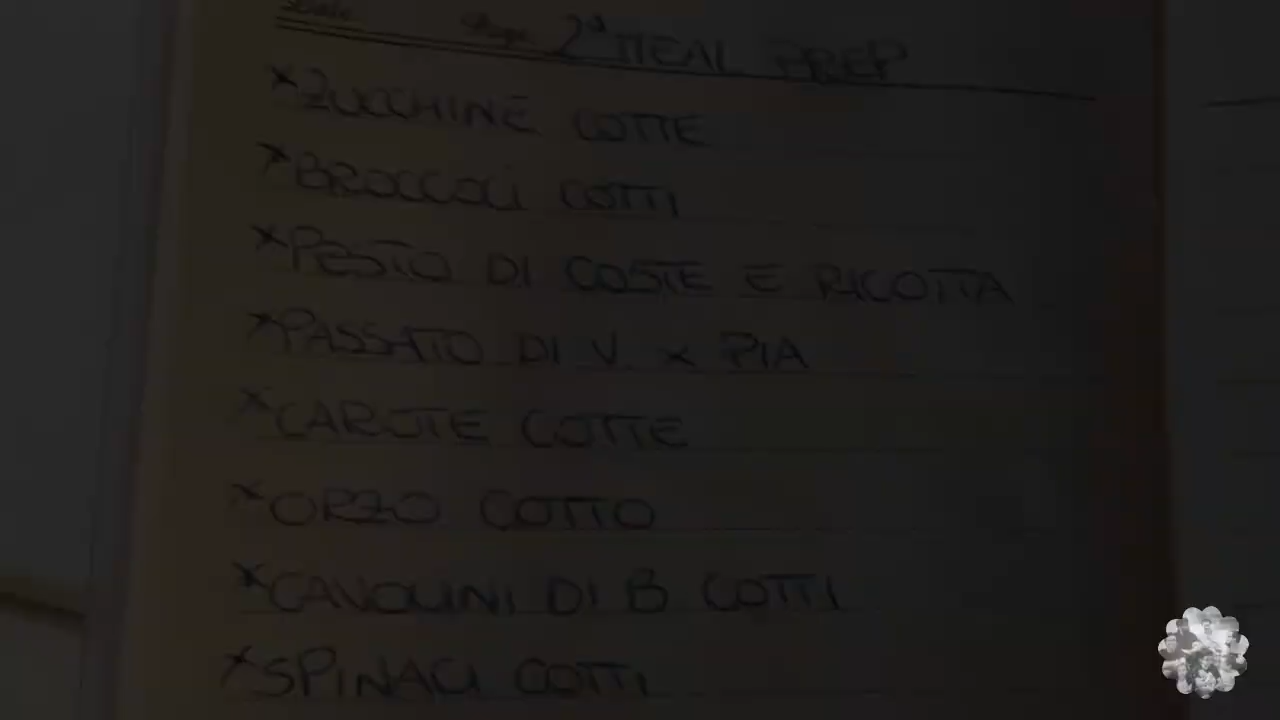 2ª MEAL PREP
*ZUCCHINE COTTE
*BROCCOLI COTTI
*PESTO DI COSTE E RICOTTA
*PASSATO DI V. x PIA
*CAROTE COTTE
*ORZO COTTO
*CAVOLINI DI B COTTI
*SPINACI COTTI